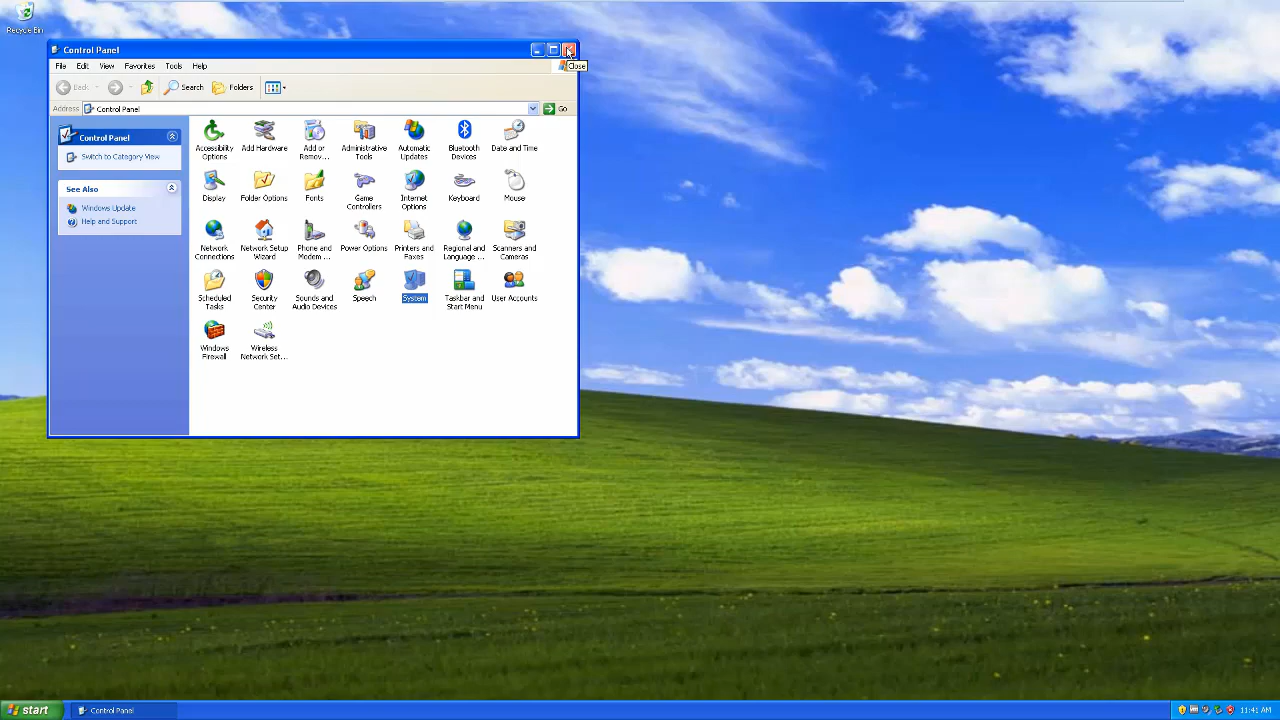 Recycle Bin
Control Panel
Close
File Edit View Favorites Tools Help
Back Search Folders
Address Control Panel Go
Control Panel
Switch to Category View
See Also
Windows Update
Help and Support
Accessibility Options
Add Hardware
Add or Remov...
Administrative Tools
Automatic Updates
Bluetooth Devices
Date and Time
Display
Folder Options
Fonts
Game Controllers
Internet Options
Keyboard
Mouse
Network Connections
Network Setup Wizard
Phone and Modem ...
Power Options
Printers and Faxes
Regional and Language ...
Scanners and Cameras
Scheduled Tasks
Security Center
Sounds and Audio Devices
Speech
System
Taskbar and Start Menu
User Accounts
Windows Firewall
Wireless Network Set...
start
Control Panel
11:41 AM